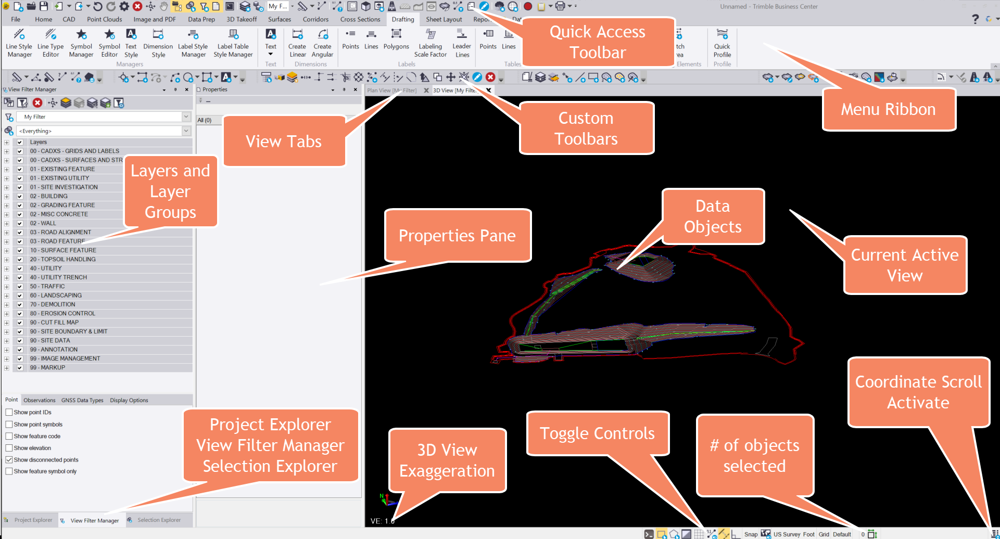 My F...
Unnamed - Trimble Business Center
File Home CAD Point Clouds Image and PDF Data Prep 3D Takeoff Surfaces Corridors Cross Sections Drafting Sheet Layout
Quick Access
Toolbar
Line Style
Manager
Line Type
Editor
Symbol
Manager
Symbol
Editor
Text
Style
Dimension
Style
Label Style
Manager
Label Table
Style Manager
Managers
Text
Text
Create
Linear
Create
Angular
Dimensions
Points
Lines
Polygons
Labeling
Scale Factor
Leader
Lines
Labels
Points
Lines
Tables
Elements
Quick
Profile
Profile
Menu Ribbon
Custom
Toolbars
View Filter Manager
Properties
Plan View [My Filter]
3D View [My Filter
View Tabs
My Filter
<Everything>
All (0)
Layers
00 - CADXS - GRIDS AND LABELS
00 - CADXS - SURFACES AND STR
01 - EXISTING FEATURE
01 - EXISTING UTILITY
01 - SITE INVESTIGATION
02 - BUILDING
02 - GRADING FEATURE
02 - MISC CONCRETE
02 - WALL
03 - ROAD ALIGNMENT
03 - ROAD FEATURE
10 - SURFACE FEATURE
20 - TOPSOIL HANDLING
40 - UTILITY
40 - UTILITY TRENCH
50 - TRAFFIC
60 - LANDSCAPING
70 - DEMOLITION
80 - EROSION CONTROL
90 - CUT FILL MAP
90 - SITE BOUNDARY & LIMIT
90 - SITE DATA
99 - ANNOTATION
99 - IMAGE MANAGEMENT
99 - MARKUP
Layers and
Layer
Groups
Properties Pane
Data
Objects
Current Active
View
Point Observations GNSS Data Types Display Options
Show point IDs
Show point symbols
Show feature code
Show elevation
Show disconnected points
Show feature symbol only
Project Explorer
View Filter Manager
Selection Explorer
3D View
Exaggeration
Toggle Controls
# of objects
selected
Coordinate Scroll
Activate
N
VE: 1.0
Project Explorer View Filter Manager Selection Explorer
Snap US Survey Foot Grid Default 0